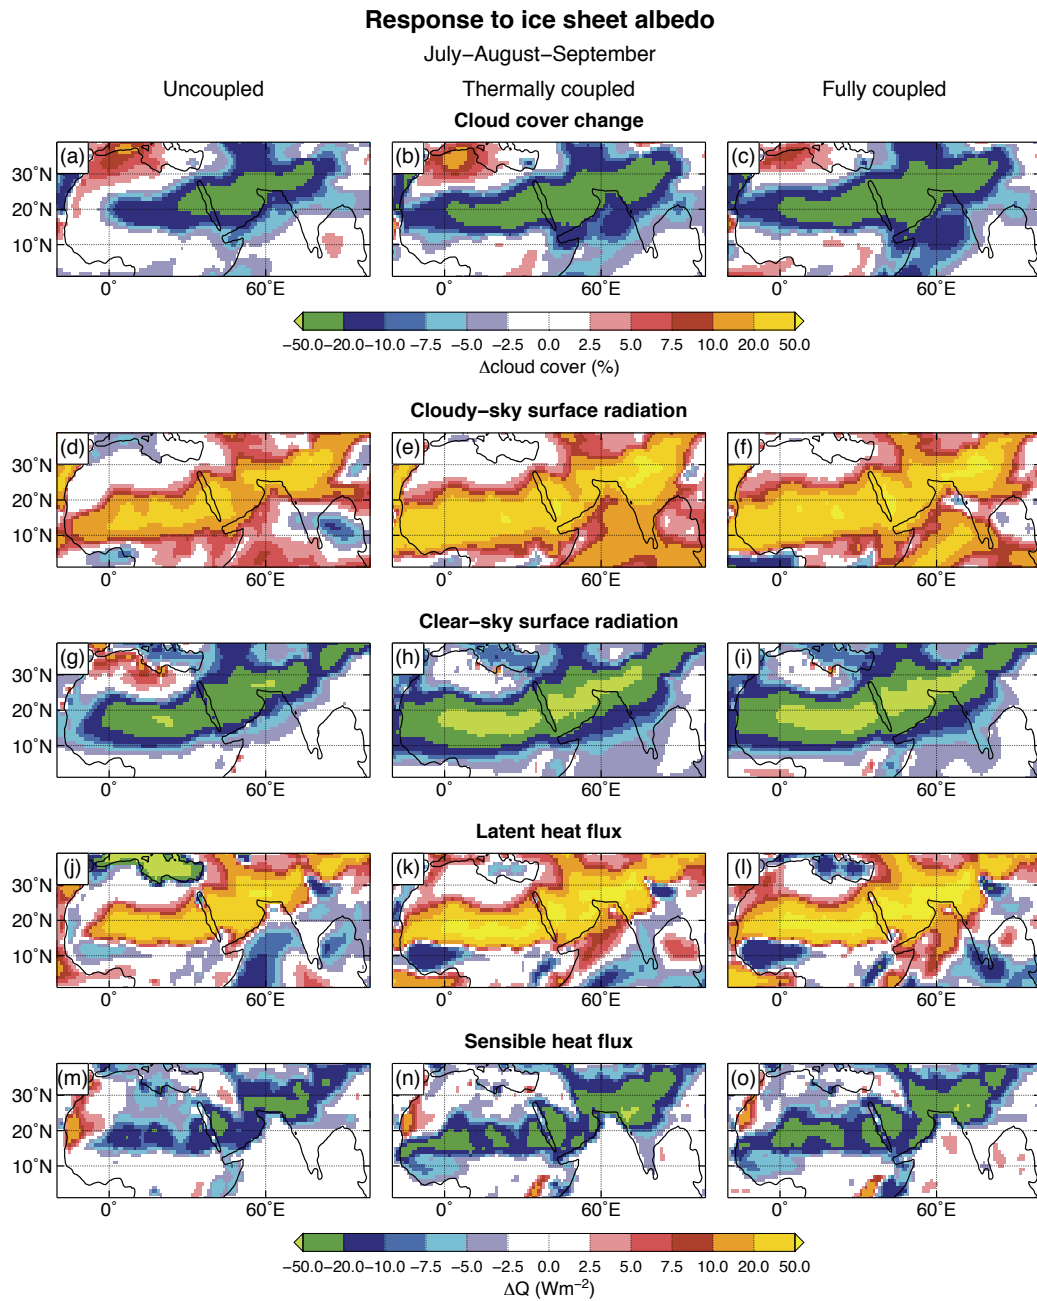 Response to ice sheet albedo
July−August−September
Uncoupled Thermally coupled Fully coupled
Cloud cover change
(a) (b) (c)
30°N
20°N
10°N
0° 60°E 0° 60°E 0° 60°E
−50.0 −20.0 −10.0 −7.5 −5.0 −2.5 0.0 2.5 5.0 7.5 10.0 20.0 50.0
Δcloud cover (%)
Cloudy−sky surface radiation
(d) (e) (f)
30°N
20°N
10°N
0° 60°E 0° 60°E 0° 60°E
Clear−sky surface radiation
(g) (h) (i)
30°N
20°N
10°N
0° 60°E 0° 60°E 0° 60°E
Latent heat flux
(j) (k) (l)
30°N
20°N
10°N
0° 60°E 0° 60°E 0° 60°E
Sensible heat flux
(m) (n) (o)
30°N
20°N
10°N
0° 60°E 0° 60°E 0° 60°E
−50.0 −20.0 −10.0 −7.5 −5.0 −2.5 0.0 2.5 5.0 7.5 10.0 20.0 50.0
ΔQ (Wm−2)